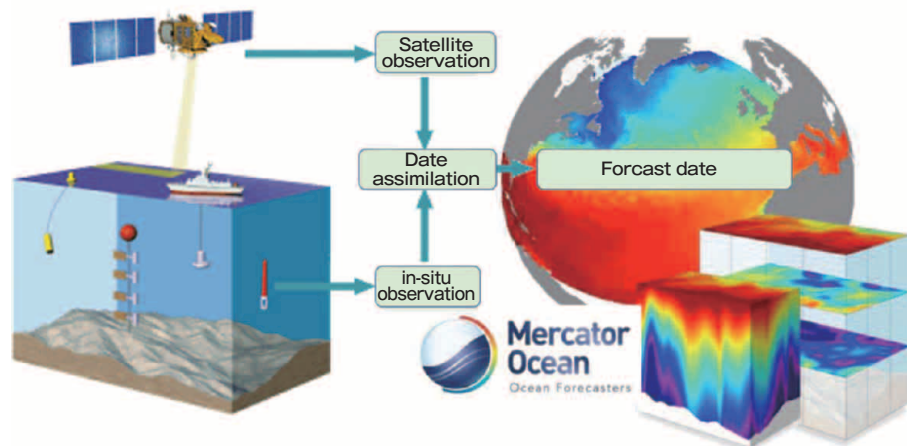 Satellite
observation
Date
assimilation
Forcast date
in-situ
observation
Mercator
Ocean
Ocean Forecasters